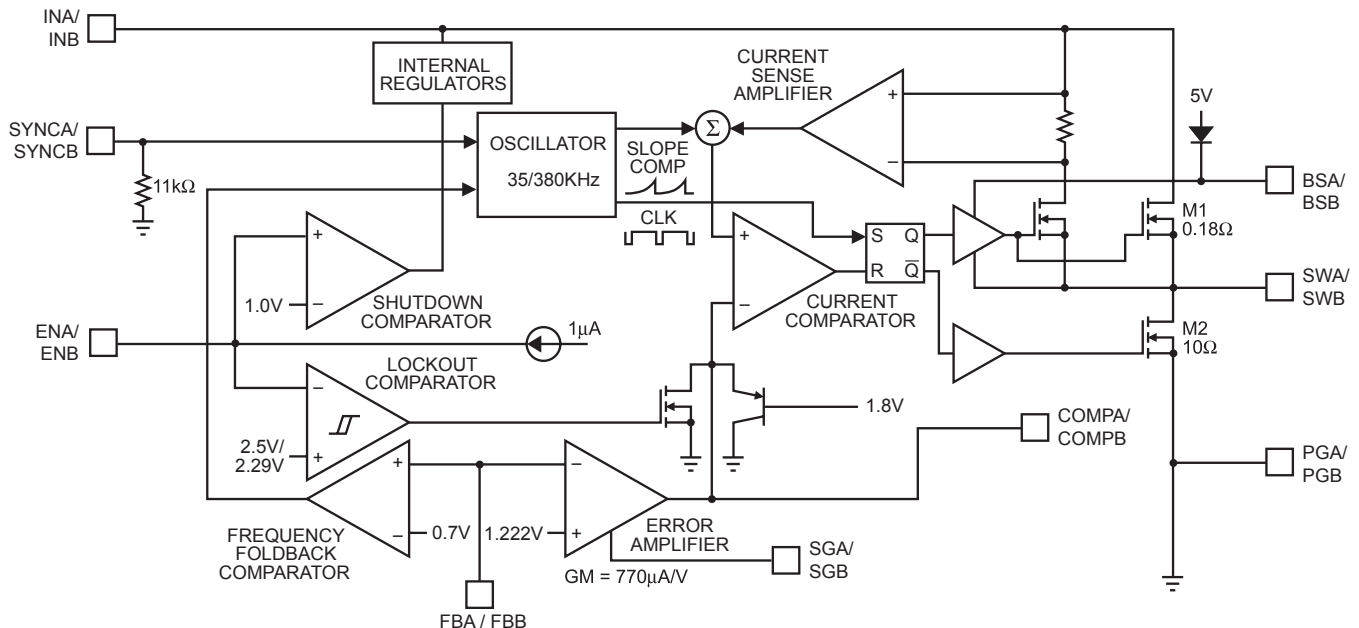 INA/
INB
INTERNAL
REGULATORS
CURRENT
SENSE
AMPLIFIER
+
–
5V
SYNCA/
SYNCB
11kΩ
OSCILLATOR
35/380KHz
Σ
SLOPE
COMP
CLK
BSA/
BSB
M1
0.18Ω
+
–
1.0V
SHUTDOWN
COMPARATOR
+
–
CURRENT
COMPARATOR
S Q
R Q̅
SWA/
SWB
M2
10Ω
ENA/
ENB
1µA
LOCKOUT
COMPARATOR
–
+
2.5V/
2.29V
1.8V
COMPA/
COMPB
PGA/
PGB
+
–
0.7V
FREQUENCY
FOLDBACK
COMPARATOR
–
+
1.222V
ERROR
AMPLIFIER
GM = 770µA/V
SGA/
SGB
FBA / FBB